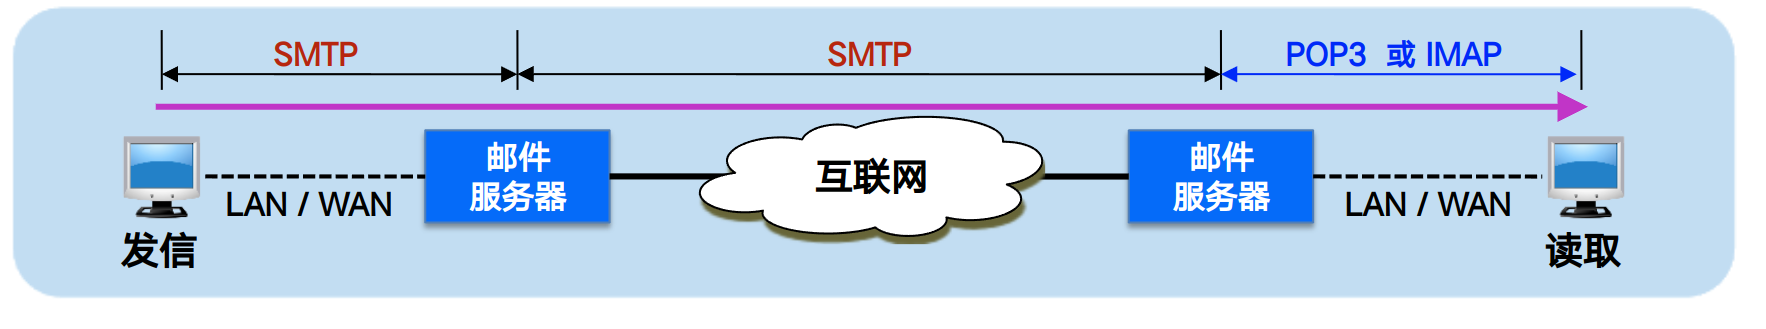 SMTP
SMTP
POP3 或 IMAP
邮件
服务器
互联网
邮件
服务器
LAN / WAN
LAN / WAN
发信
读取